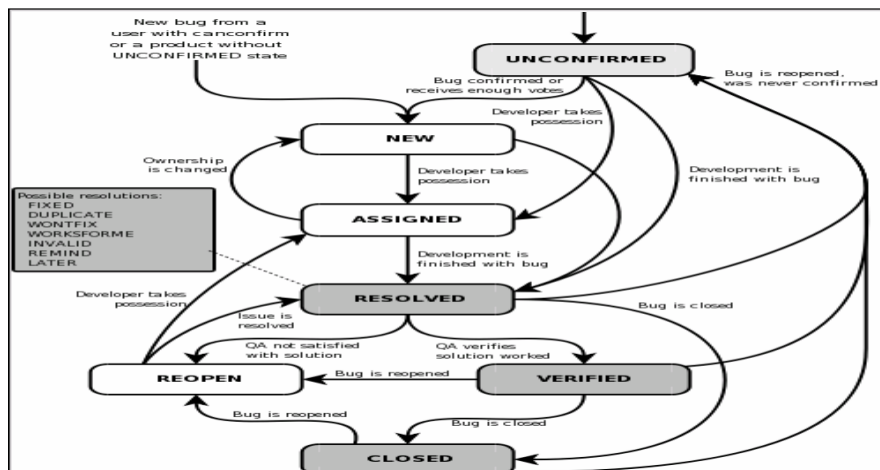 New bug from a
user with canconfirm
or a product without
UNCONFIRMED state
UNCONFIRMED
Bug confirmed or
receives enough votes
Bug is reopened,
was never confirmed
NEW
Developer takes
possession
Ownership
is changed
Developer takes
possession
Development is
finished with bug
Possible resolutions:
FIXED
DUPLICATE
WONTFIX
WORKSFORME
INVALID
REMIND
LATER
ASSIGNED
Development is
finished with bug
Developer takes
possession
RESOLVED
Issue is
resolved
Bug is closed
QA not satisfied
with solution
QA verifies
solution worked
REOPEN
Bug is reopened
VERIFIED
Bug is reopened
Bug is closed
CLOSED